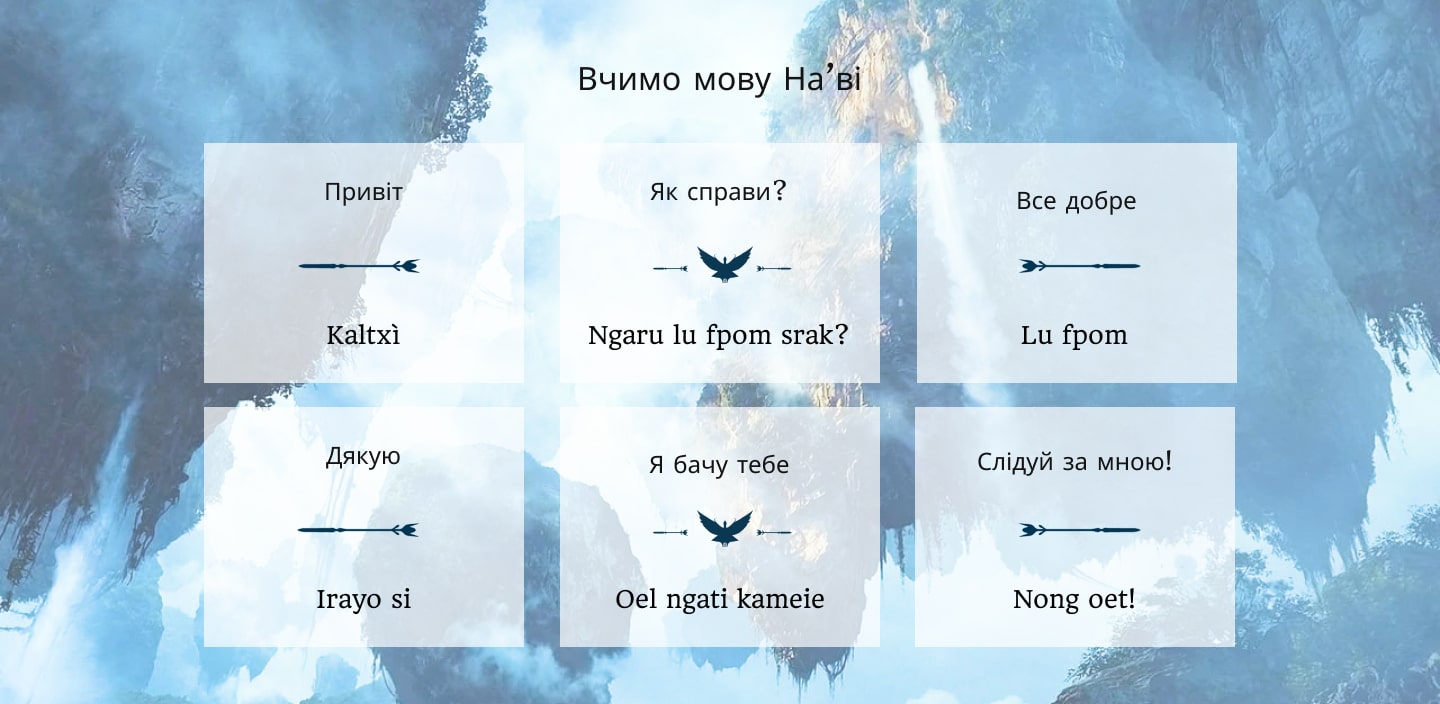 Вчимо мову На’ві
Привіт
Kaltxì
Як справи?
Ngaru lu fpom srak?
Все добре
Lu fpom
Дякую
Irayo si
Я бачу тебе
Oel ngati kameie
Слідуй за мною!
Nong oet!